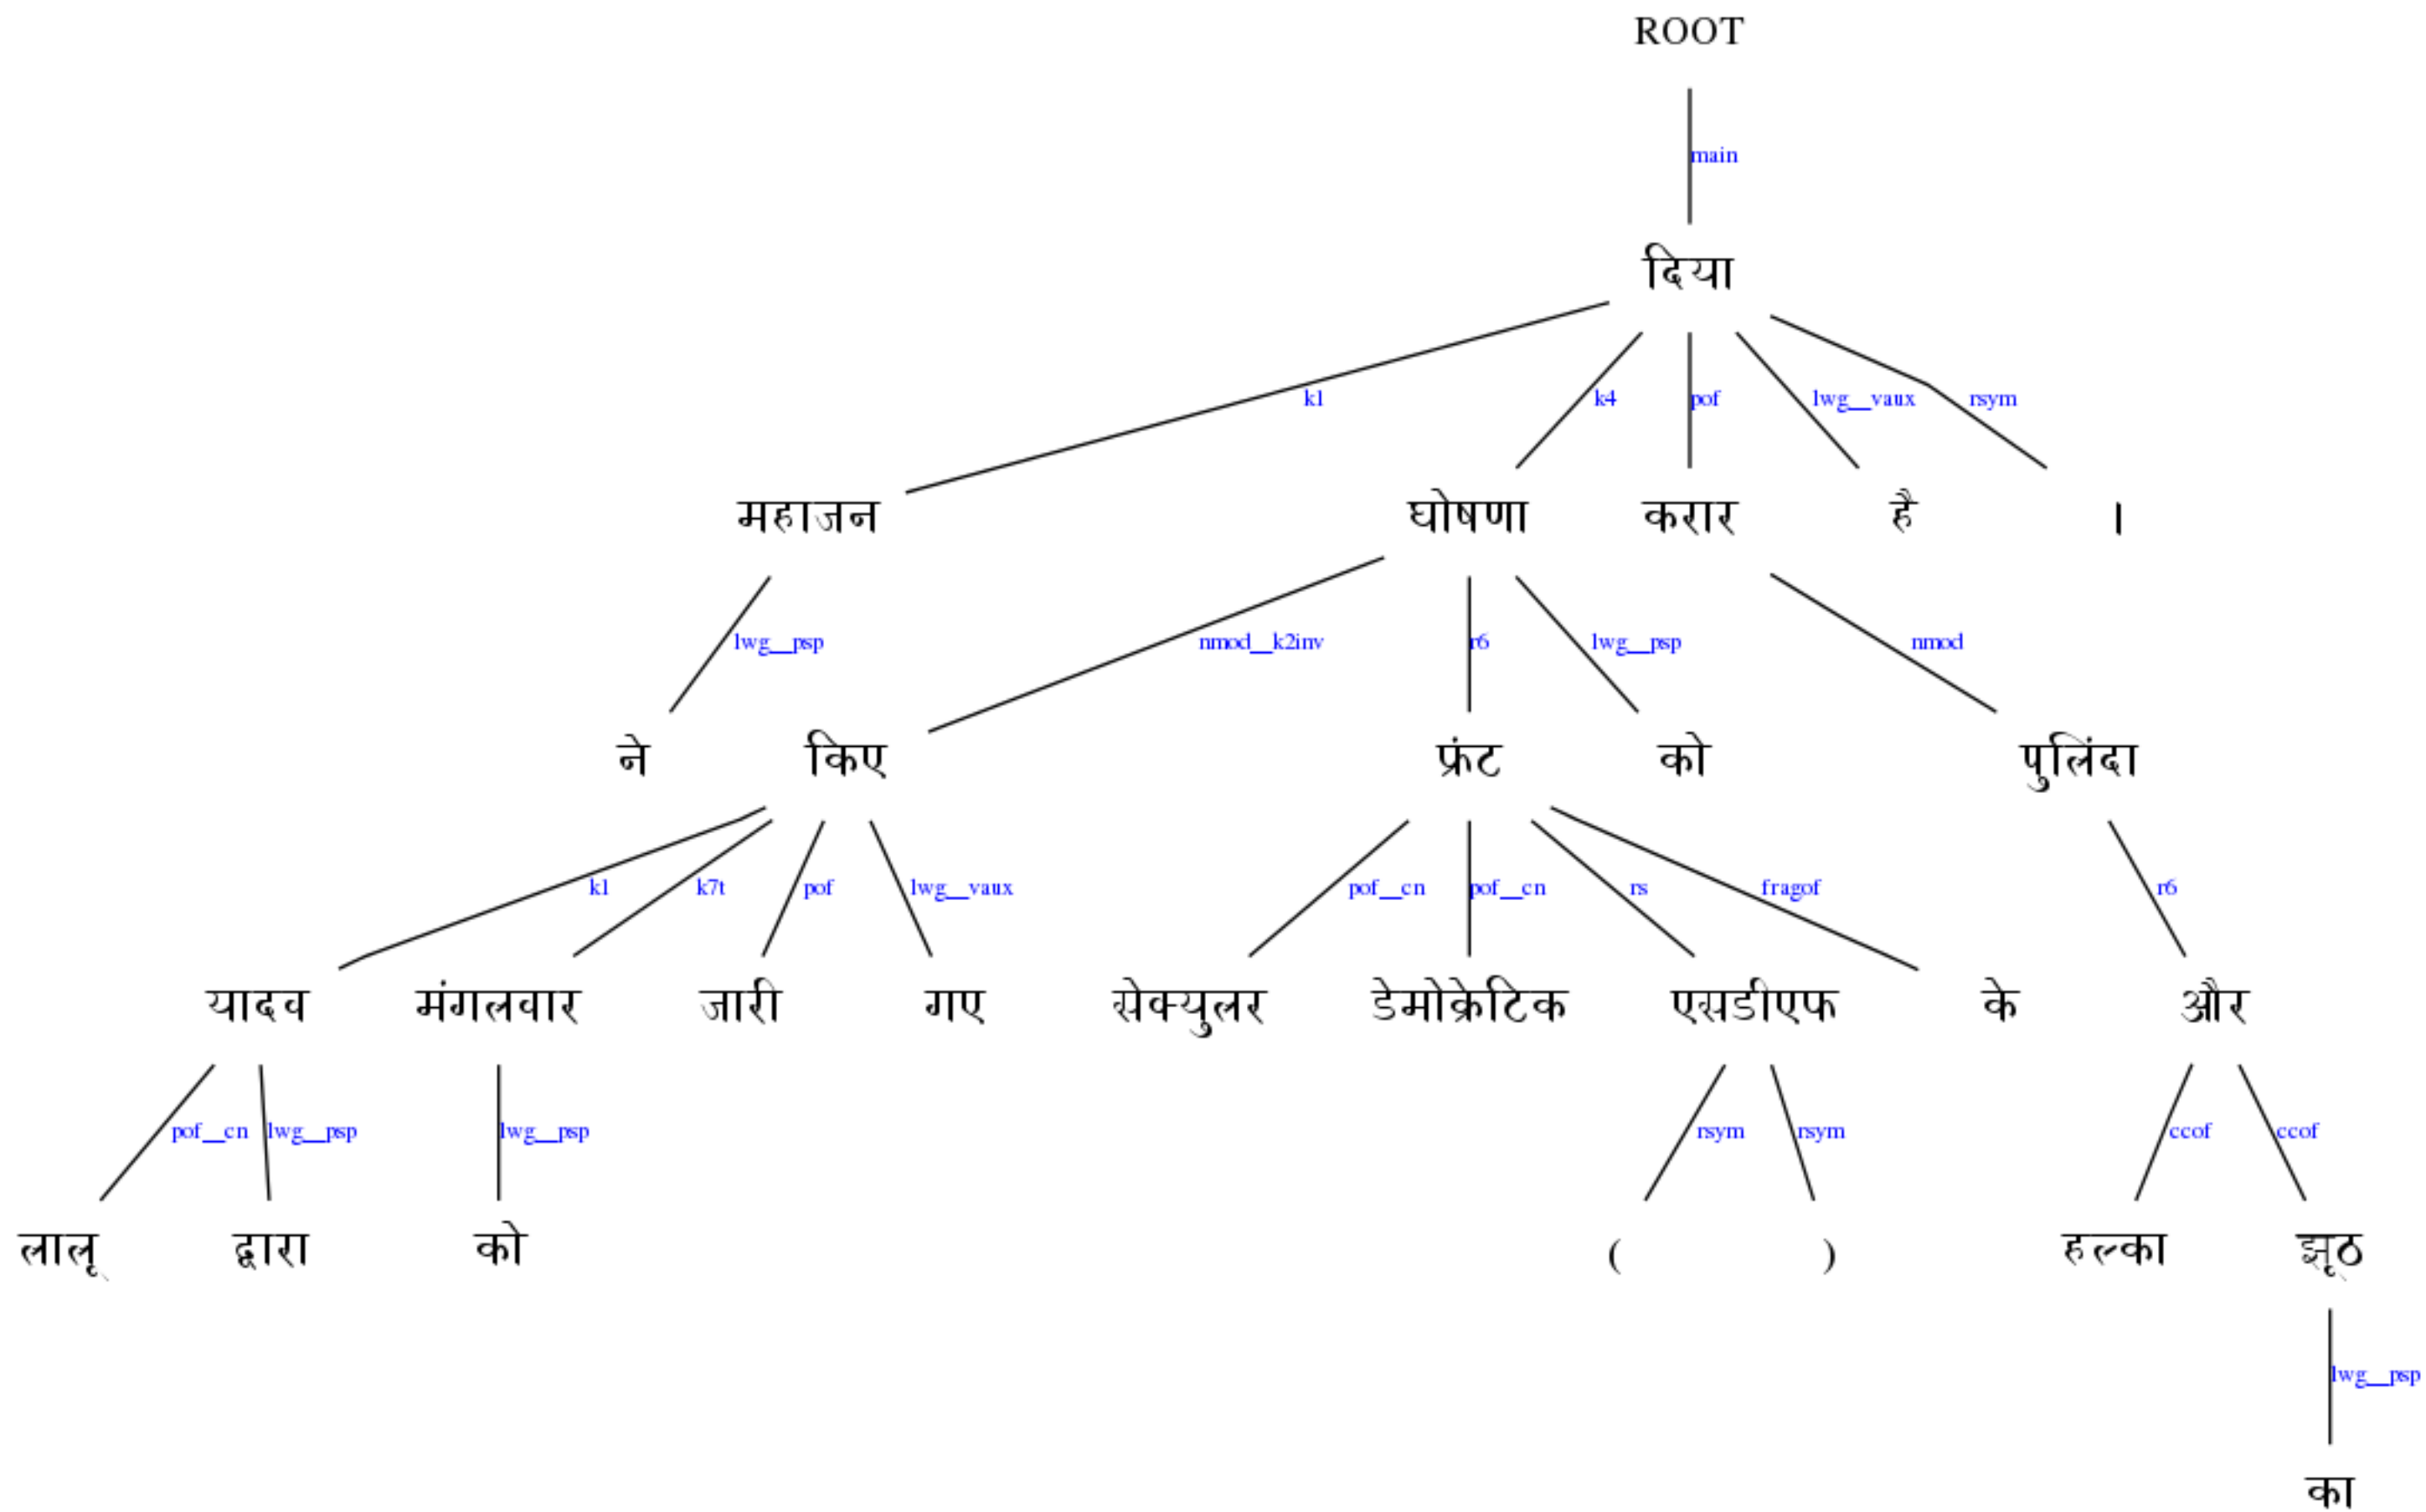 ROOT
main
दिया
k1 k4 pof lwg__vaux rsym
महाजन घोषणा करार है ।
lwg__psp nmod__k2inv r6 lwg__psp nmod
ने किए फ्रंट को पुलिंदा
k1 k7t pof lwg__vaux pof__cn pof__cn rs fragof r6
यादव मंगलवार जारी गए सेक्युलर डेमोक्रेटिक एसडीएफ के और
pof__cn lwg__psp lwg__psp rsym rsym ccof ccof
लालू द्वारा को ( ) हल्का झूठ
lwg__psp
का